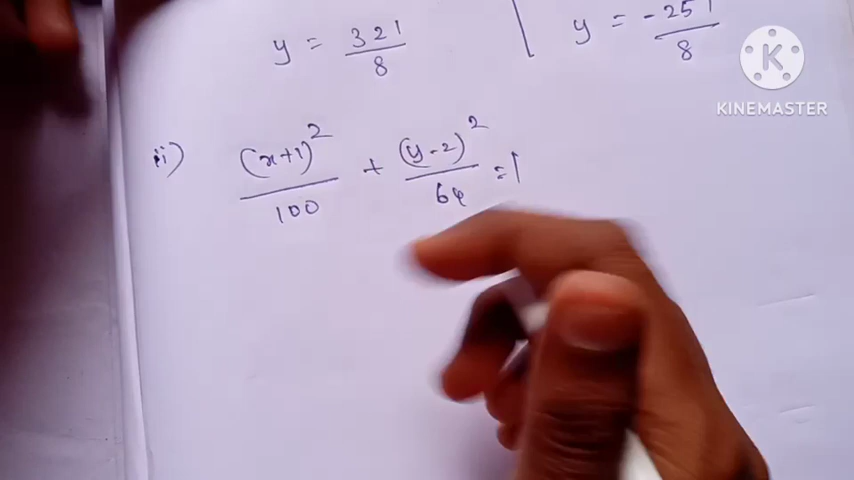 y = 321/8
y = -251/8
K
KINEMASTER
ii) (x+1)²/100 + (y-2)²/64 = 1